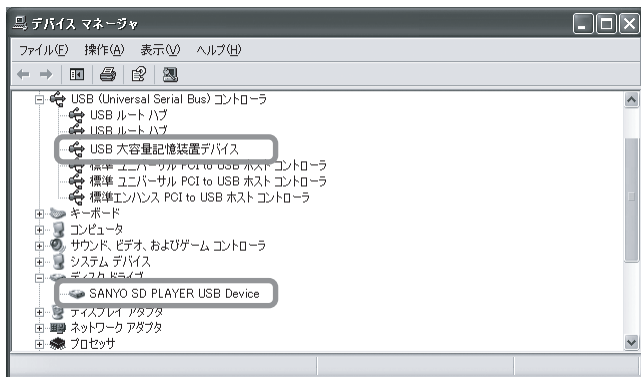 デバイス マネージャ
ファイル(F) 操作(A) 表示(V) ヘルプ(H)
USB (Universal Serial Bus) コントローラ
USB ルート ハブ
USB ルート ハブ
USB 大容量記憶装置デバイス
標準 ユニバーサル PCI to USB ホスト コントローラ
標準 ユニバーサル PCI to USB ホスト コントローラ
標準エンハンス PCI to USB ホスト コントローラ
キーボード
コンピュータ
サウンド、ビデオ、およびゲーム コントローラ
システム デバイス
ディスク ドライブ
SANYO SD PLAYER USB Device
ディスプレイ アダプタ
ネットワーク アダプタ
プロセッサ